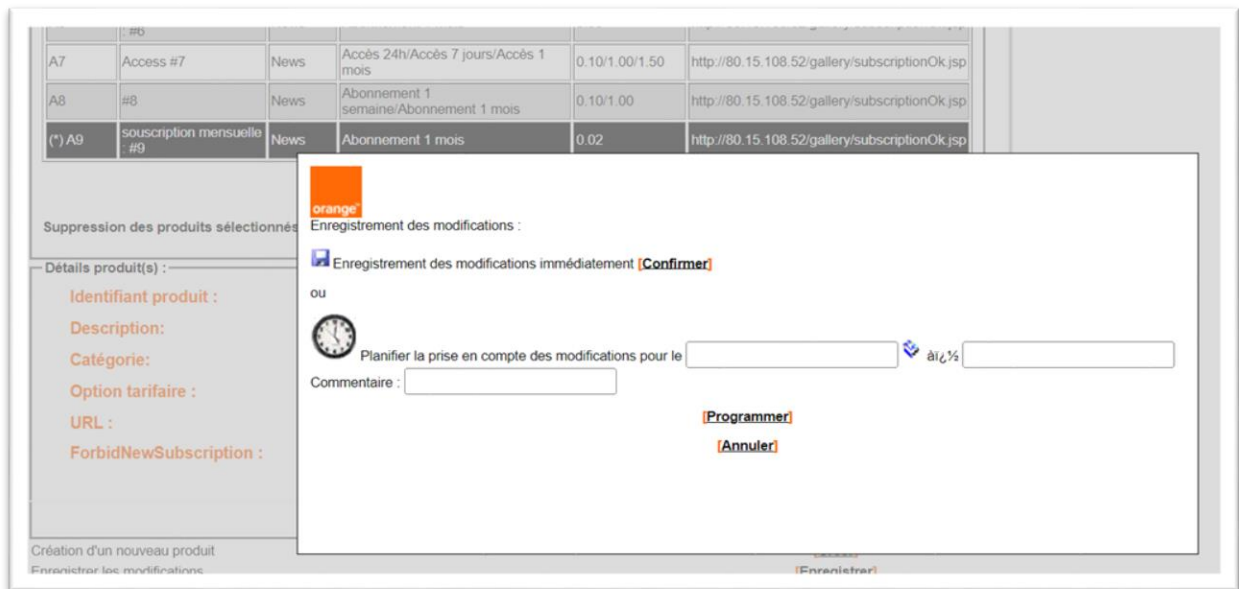 : #6
A7 Access #7 News Accès 24h/Accès 7 jours/Accès 1 mois 0.10/1.00/1.50 http://80.15.108.52/gallery/subscriptionOk.jsp
A8 #8 News Abonnement 1 semaine/Abonnement 1 mois 0.10/1.00 http://80.15.108.52/gallery/subscriptionOk.jsp
(*) A9 souscription mensuelle : #9 News Abonnement 1 mois 0.02 http://80.15.108.52/gallery/subscriptionOk.jsp
orange
Suppression des produits sélectionnés
Enregistrement des modifications :
Enregistrement des modifications immédiatement [Confirmer]
ou
Planifier la prise en compte des modifications pour le àï¿½
Commentaire :
[Programmer]
[Annuler]
Détails produit(s) :
Identifiant produit :
Description:
Catégorie:
Option tarifaire :
URL :
ForbidNewSubscription :
Création d'un nouveau produit
Enregistrer les modifications [Enregistrer]